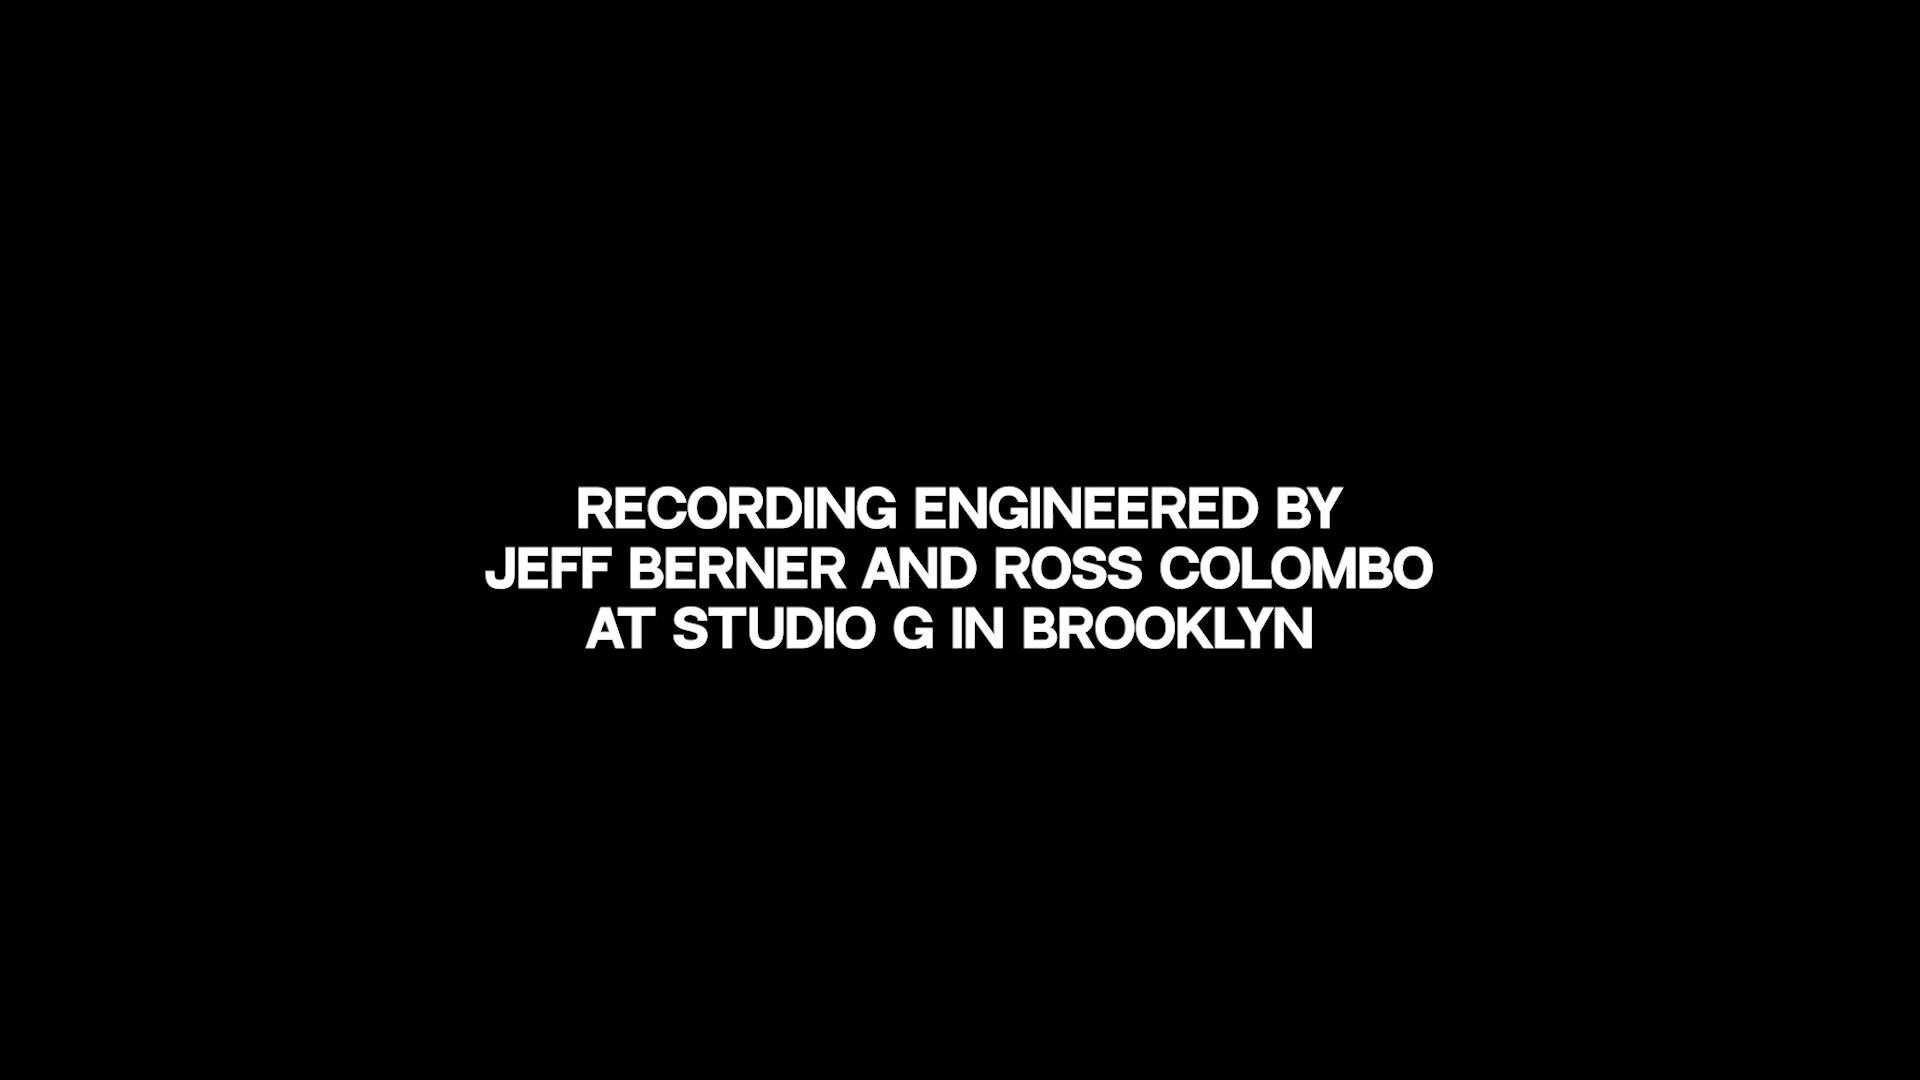 RECORDING ENGINEERED BY
JEFF BERNER AND ROSS COLOMBO
AT STUDIO G IN BROOKLYN